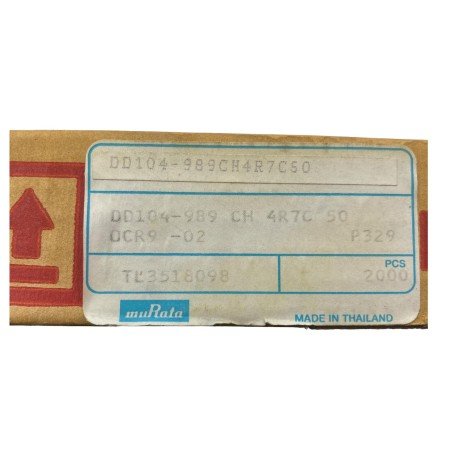 DD104-989CH4R7C50
DD104-989 CH 4R7C 50
DCR9 -02 P329
TL3518098 PCS 2000
muRata
MADE IN THAILAND